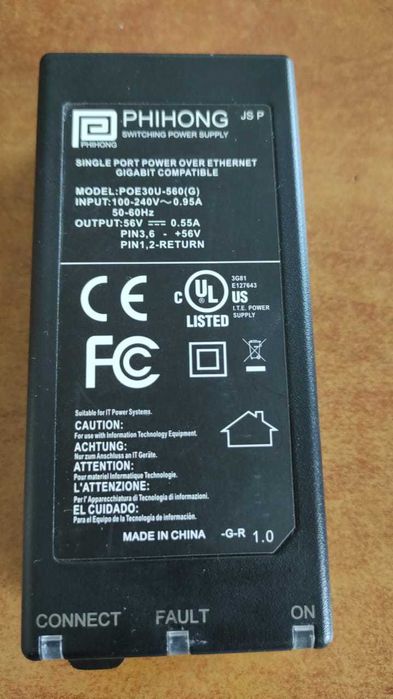 PHIHONG
PHIHONG JS P
SWITCHING POWER SUPPLY
SINGLE PORT POWER OVER ETHERNET
GIGABIT COMPATIBLE
MODEL:POE30U-560(G)
INPUT:100-240V～0.95A
50-60Hz
OUTPUT:56V ⎓ 0.55A
PIN3,6 - +56V
PIN1,2-RETURN
CE
C UL US
LISTED
3G81
E127643
I.T.E. POWER
SUPPLY
FC
Suitable for IT Power Systems.
CAUTION:
For use with Information Technology Equipment.
ACHTUNG:
Nur zum Anschluss an IT Geräte.
ATTENTION:
Pour materiel Informatique Technologie.
L'ATTENZIONE:
Per l'Apparecchiatura di Tecnologia di informazioni.
EL CUIDADO:
Para el Equipo de la Tecnología de información.
MADE IN CHINA -G-R 1.0
CONNECT FAULT ON